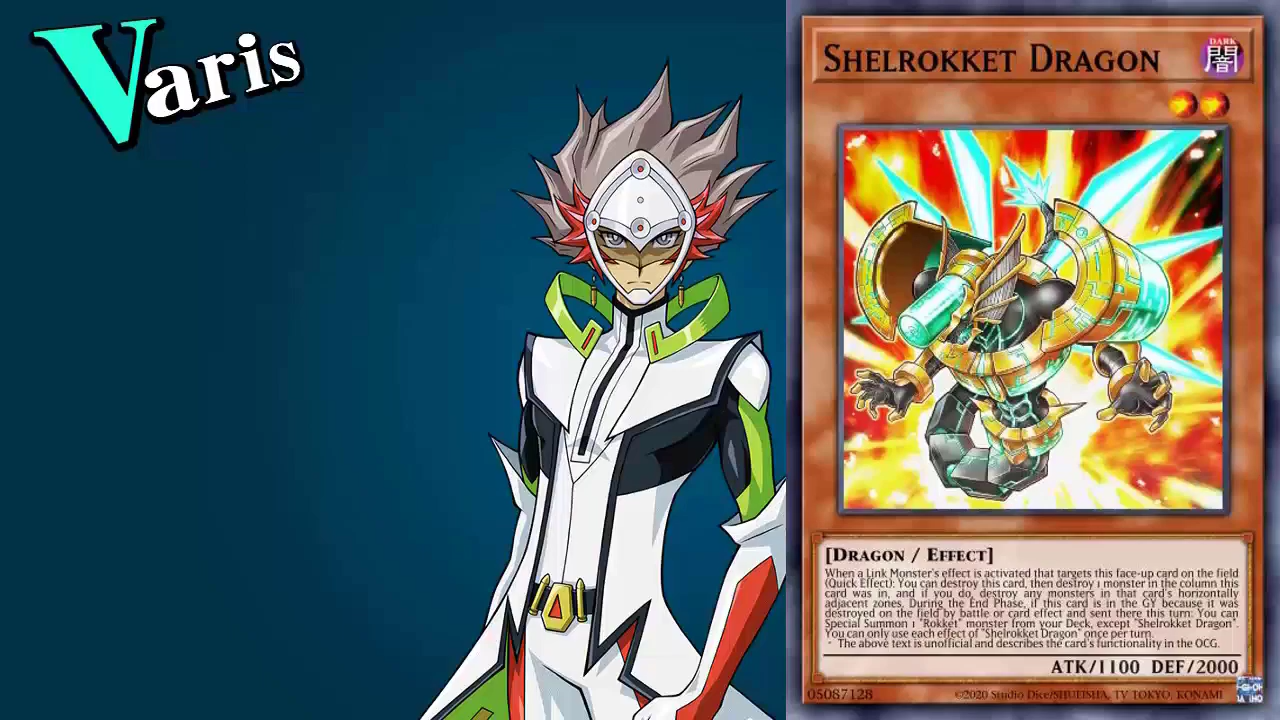 Varis
SHELROKKET DRAGON
DARK
闇
[DRAGON / EFFECT]
When a Link Monster's effect is activated that targets this face-up card on the field
(Quick Effect): You can destroy this card, then destroy 1 monster in the column this
card was in, and if you do, destroy any monsters in that card's horizontally
adjacent zones. During the End Phase, if this card is in the GY because it was
destroyed on the field by battle or card effect and sent there this turn: You can
Special Summon 1 "Rokket" monster from your Deck, except "Shelrokket Dragon".
You can only use each effect of "Shelrokket Dragon" once per turn.
- The above text is unofficial and describes the card's functionality in the OCG.
ATK/1100 DEF/2000
05087128
©2020 Studio Dice/SHUEISHA, TV TOKYO, KONAMI